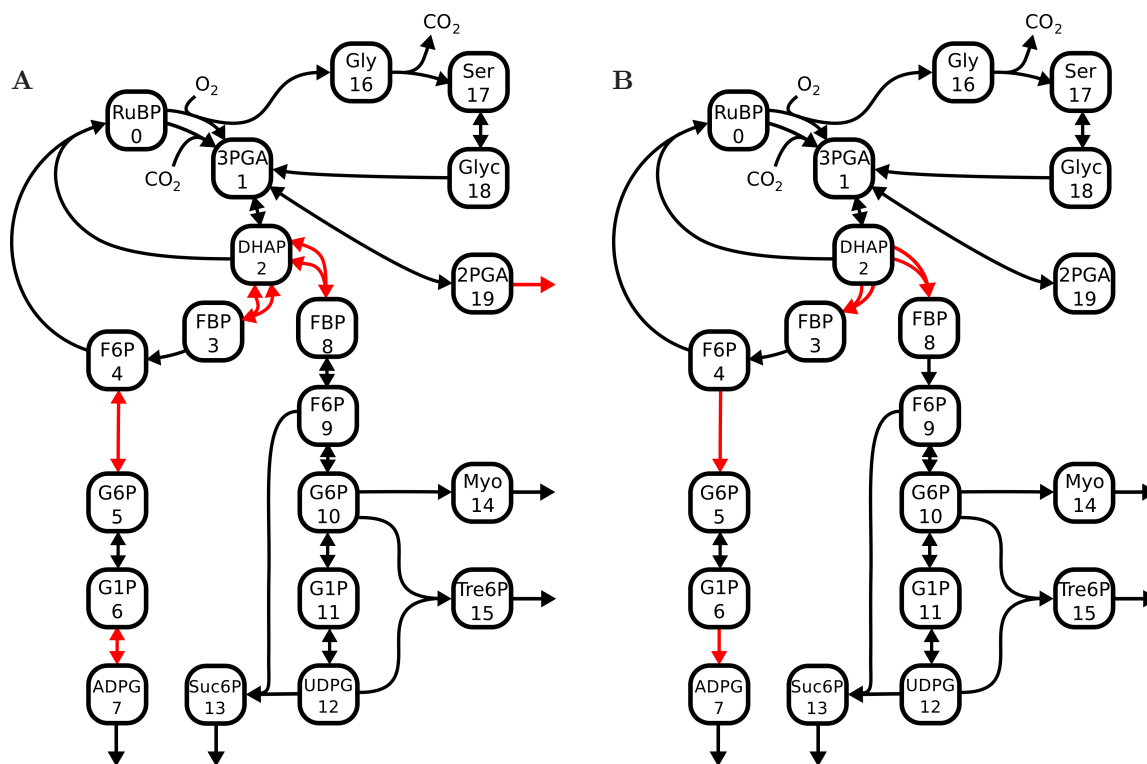 A
CO2
Gly
16
Ser
17
O2
RuBP
0
3PGA
1
CO2
Glyc
18
DHAP
2
2PGA
19
FBP
3
FBP
8
F6P
4
F6P
9
G6P
5
G6P
10
Myo
14
G1P
6
G1P
11
Tre6P
15
ADPG
7
Suc6P
13
UDPG
12
B
CO2
Gly
16
Ser
17
O2
RuBP
0
3PGA
1
CO2
Glyc
18
DHAP
2
2PGA
19
FBP
3
FBP
8
F6P
4
F6P
9
G6P
5
G6P
10
Myo
14
G1P
6
G1P
11
Tre6P
15
ADPG
7
Suc6P
13
UDPG
12